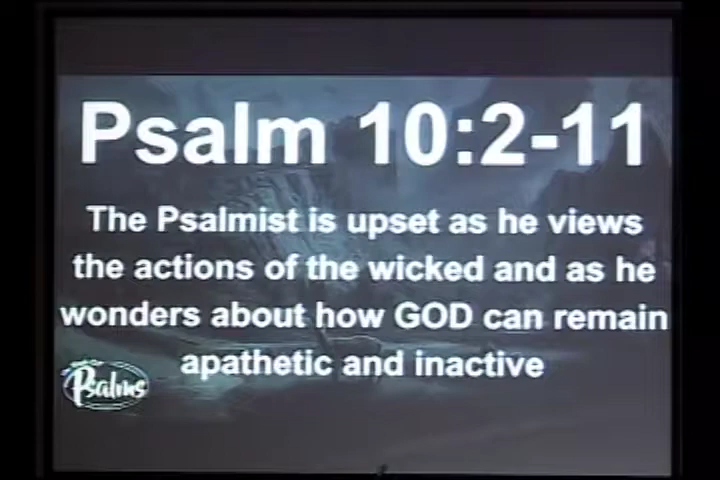 Psalm 10:2-11
The Psalmist is upset as he views
the actions of the wicked and as he
wonders about how GOD can remain
apathetic and inactive
Psalms